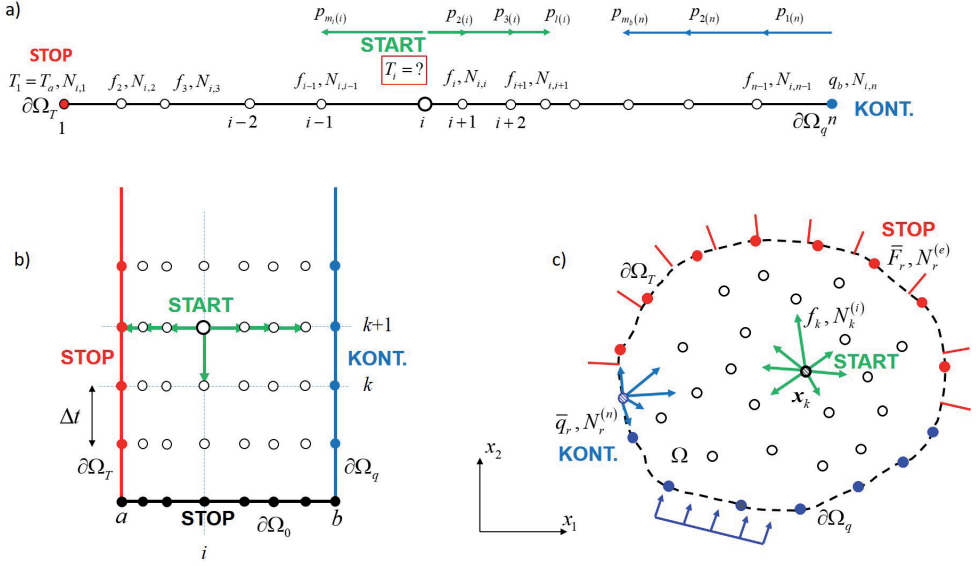 a)
p_{m_i(i)} p_{2(i)} p_{3(i)} p_{l(i)} p_{m_b(n)} p_{2(n)} p_{1(n)}
START
STOP
T_i = ?
T_1 = T_a, N_{i,1} f_2, N_{i,2} f_3, N_{i,3} f_{i-1}, N_{i,i-1} f_i, N_{i,i} f_{i+1}, N_{i,i+1} f_{n-1}, N_{i,n-1} q_b, N_{i,n}
∂Ω_T KONT.
1 i-2 i-1 i i+1 i+2 ∂Ω_q n
b)
START
k+1
STOP KONT.
k
Δt
∂Ω_T ∂Ω_q
a STOP ∂Ω_0 b
i
c)
STOP
F̅_r, N_r^{(e)}
∂Ω_T
f_k, N_k^{(i)}
START
x_k
q̅_r, N_r^{(n)}
KONT.
Ω
x_2
x_1
∂Ω_q